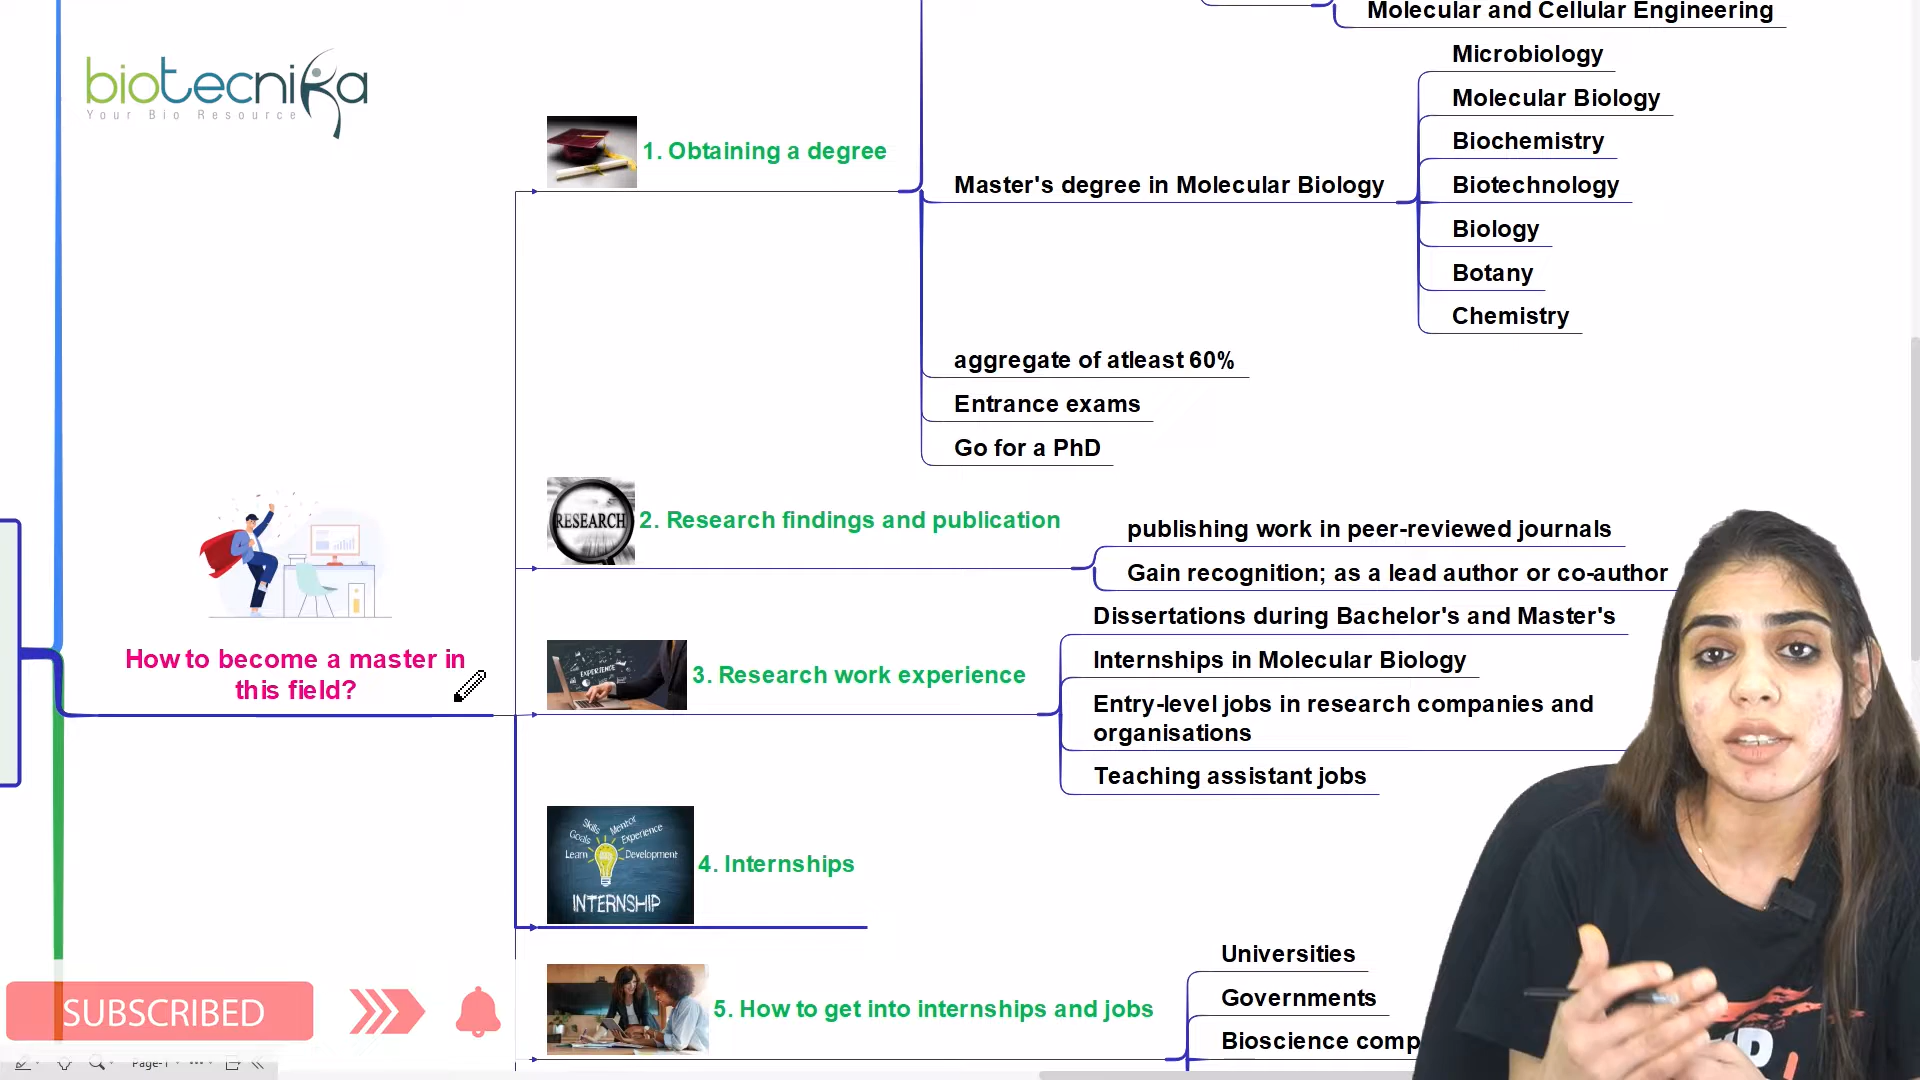 Molecular and Cellular Engineering
biotecnika
Your Bio Resource
1. Obtaining a degree
Master's degree in Molecular Biology
Microbiology
Molecular Biology
Biochemistry
Biotechnology
Biology
Botany
Chemistry
aggregate of atleast 60%
Entrance exams
Go for a PhD
RESEARCH
2. Research findings and publication
publishing work in peer-reviewed journals
Gain recognition; as a lead author or co-author
How to become a master in
this field?
EXPERIENCE
3. Research work experience
Dissertations during Bachelor's and Master's
Internships in Molecular Biology
Entry-level jobs in research companies and
organisations
Teaching assistant jobs
Skills
Mentor
Goals
Experience
Learn
Development
INTERNSHIP
4. Internships
5. How to get into internships and jobs
Universities
Governments
Bioscience comp
SUBSCRIBED
Page-1